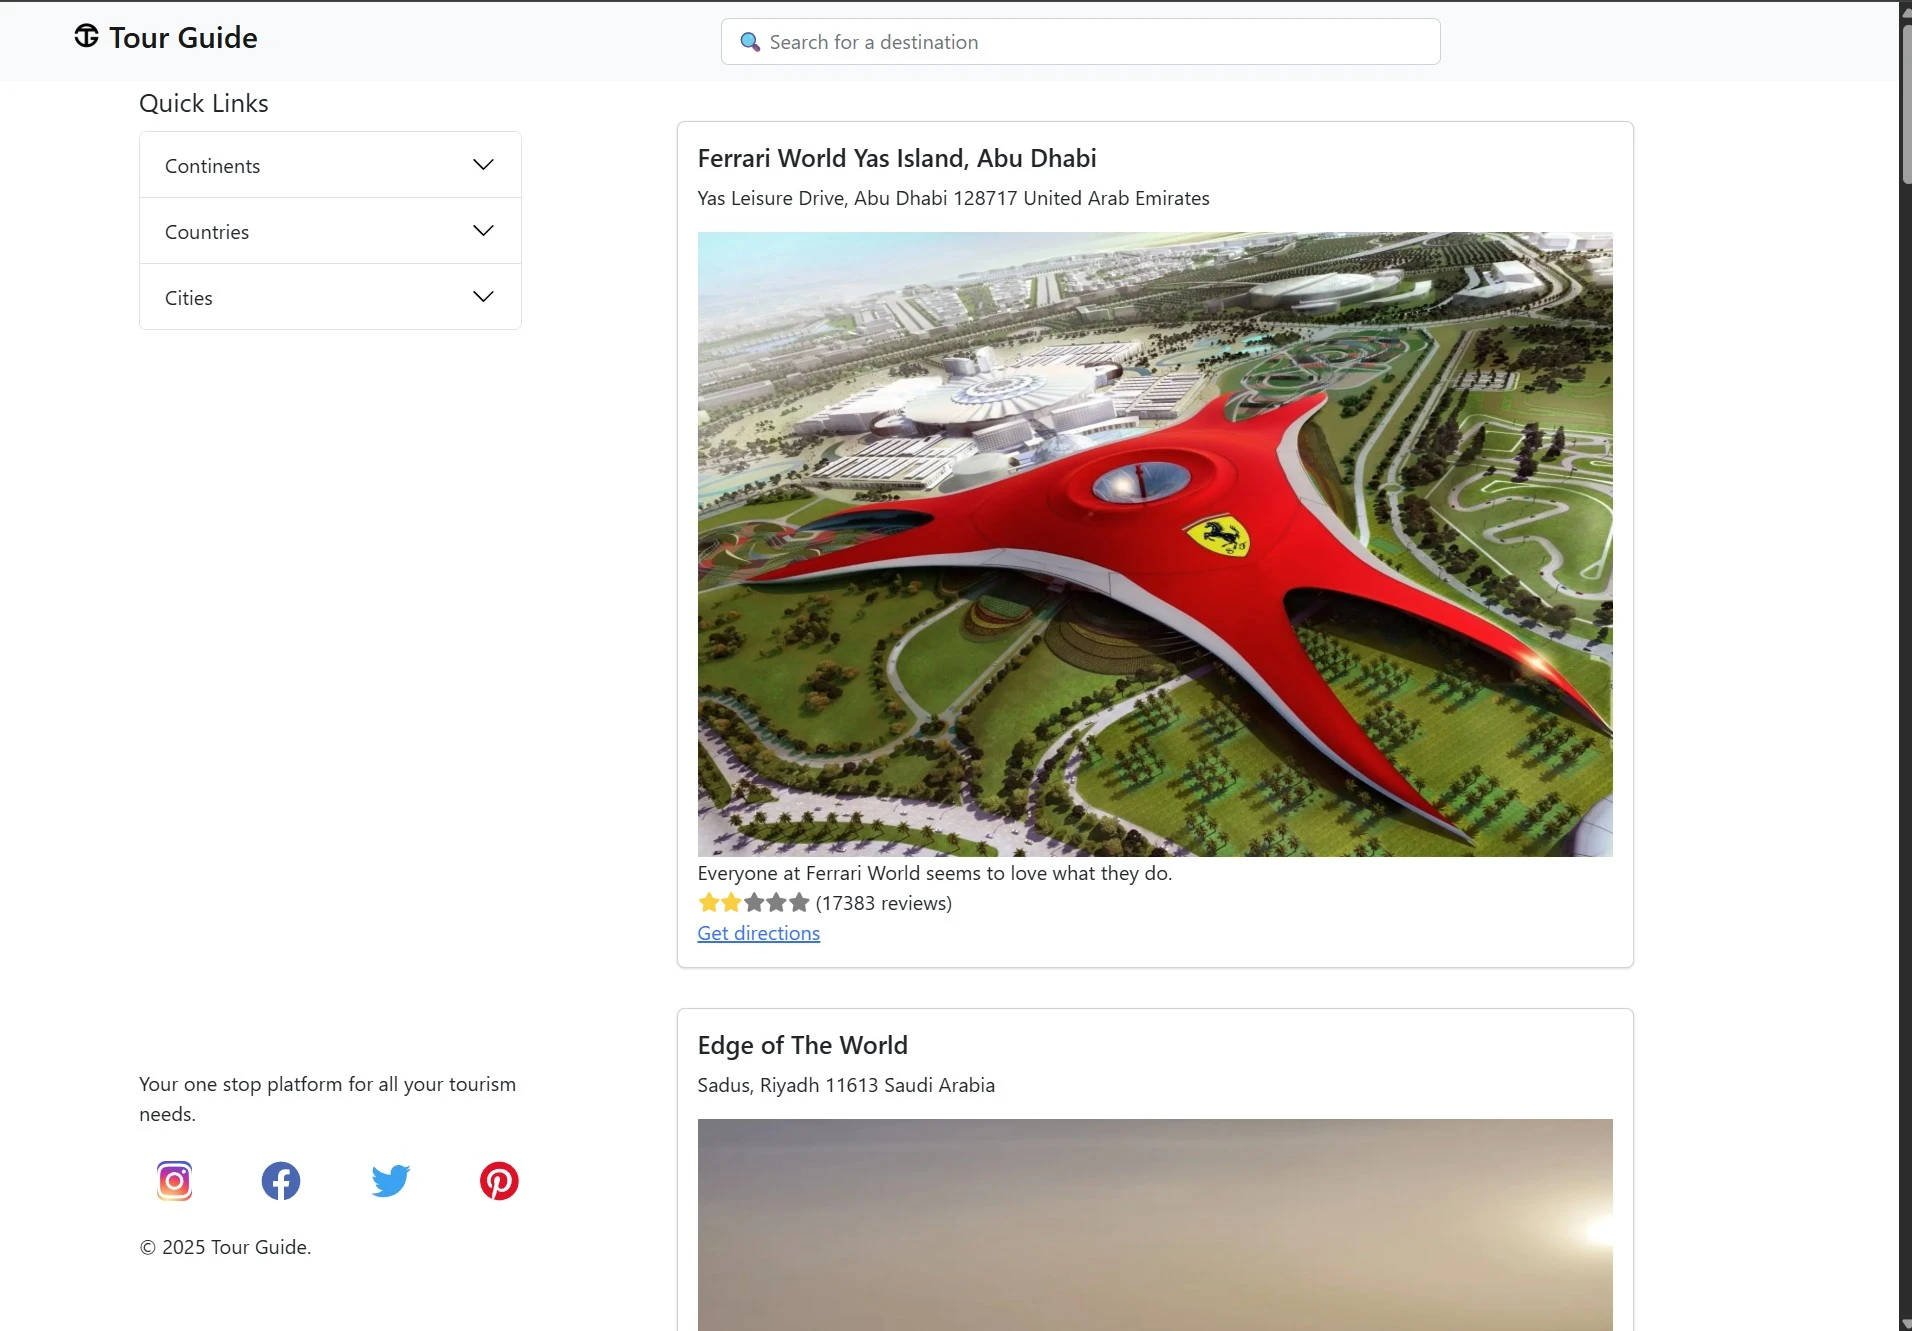 Tour Guide
Search for a destination
Quick Links
Continents
Countries
Cities
Your one stop platform for all your tourism
needs.
© 2025 Tour Guide.
Ferrari World Yas Island, Abu Dhabi
Yas Leisure Drive, Abu Dhabi 128717 United Arab Emirates
Everyone at Ferrari World seems to love what they do.
(17383 reviews)
Get directions
Edge of The World
Sadus, Riyadh 11613 Saudi Arabia